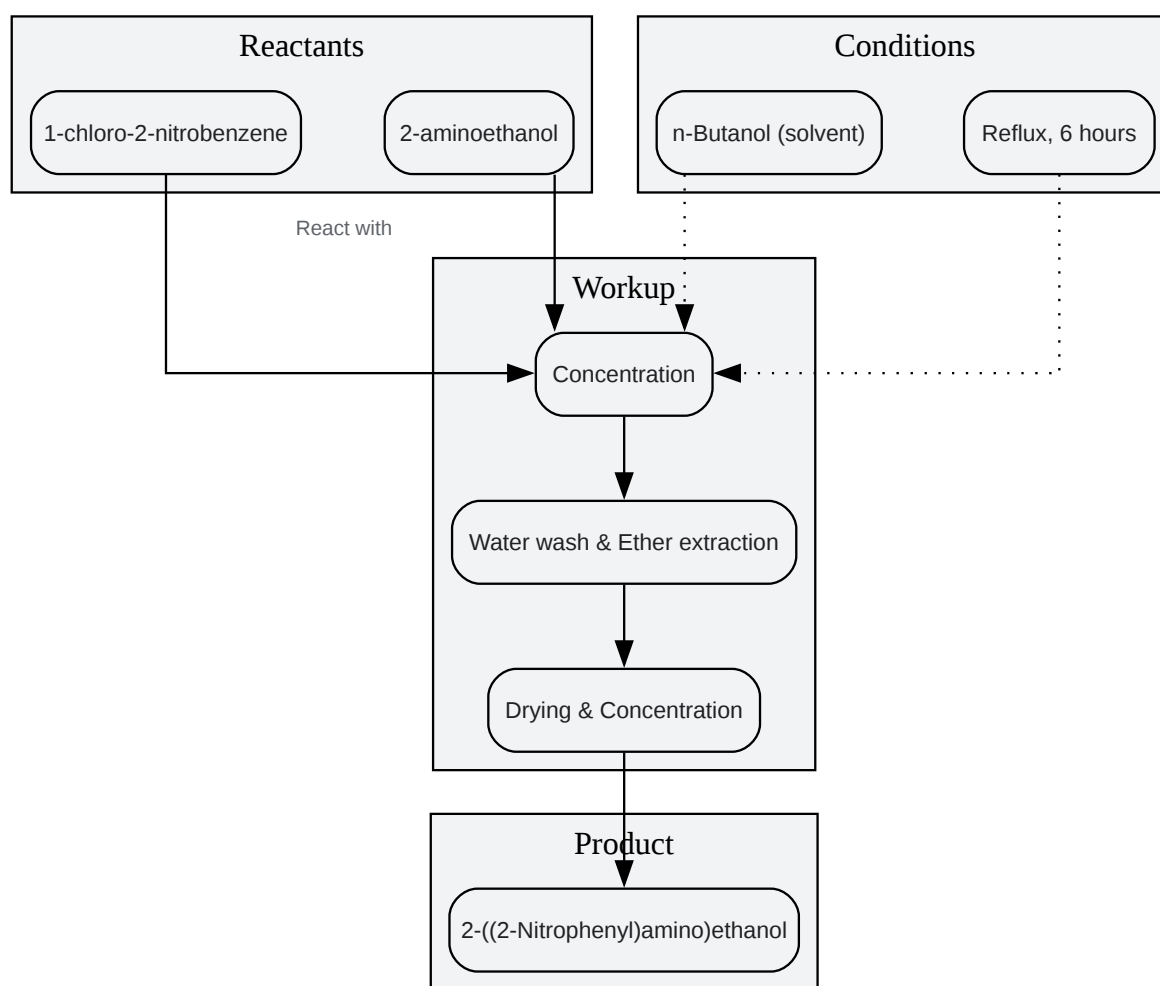 Reactants
Conditions
1-chloro-2-nitrobenzene
2-aminoethanol
n-Butanol (solvent)
Reflux, 6 hours
React with
Workup
Concentration
Water wash & Ether extraction
Drying & Concentration
Product
2-((2-Nitrophenyl)amino)ethanol